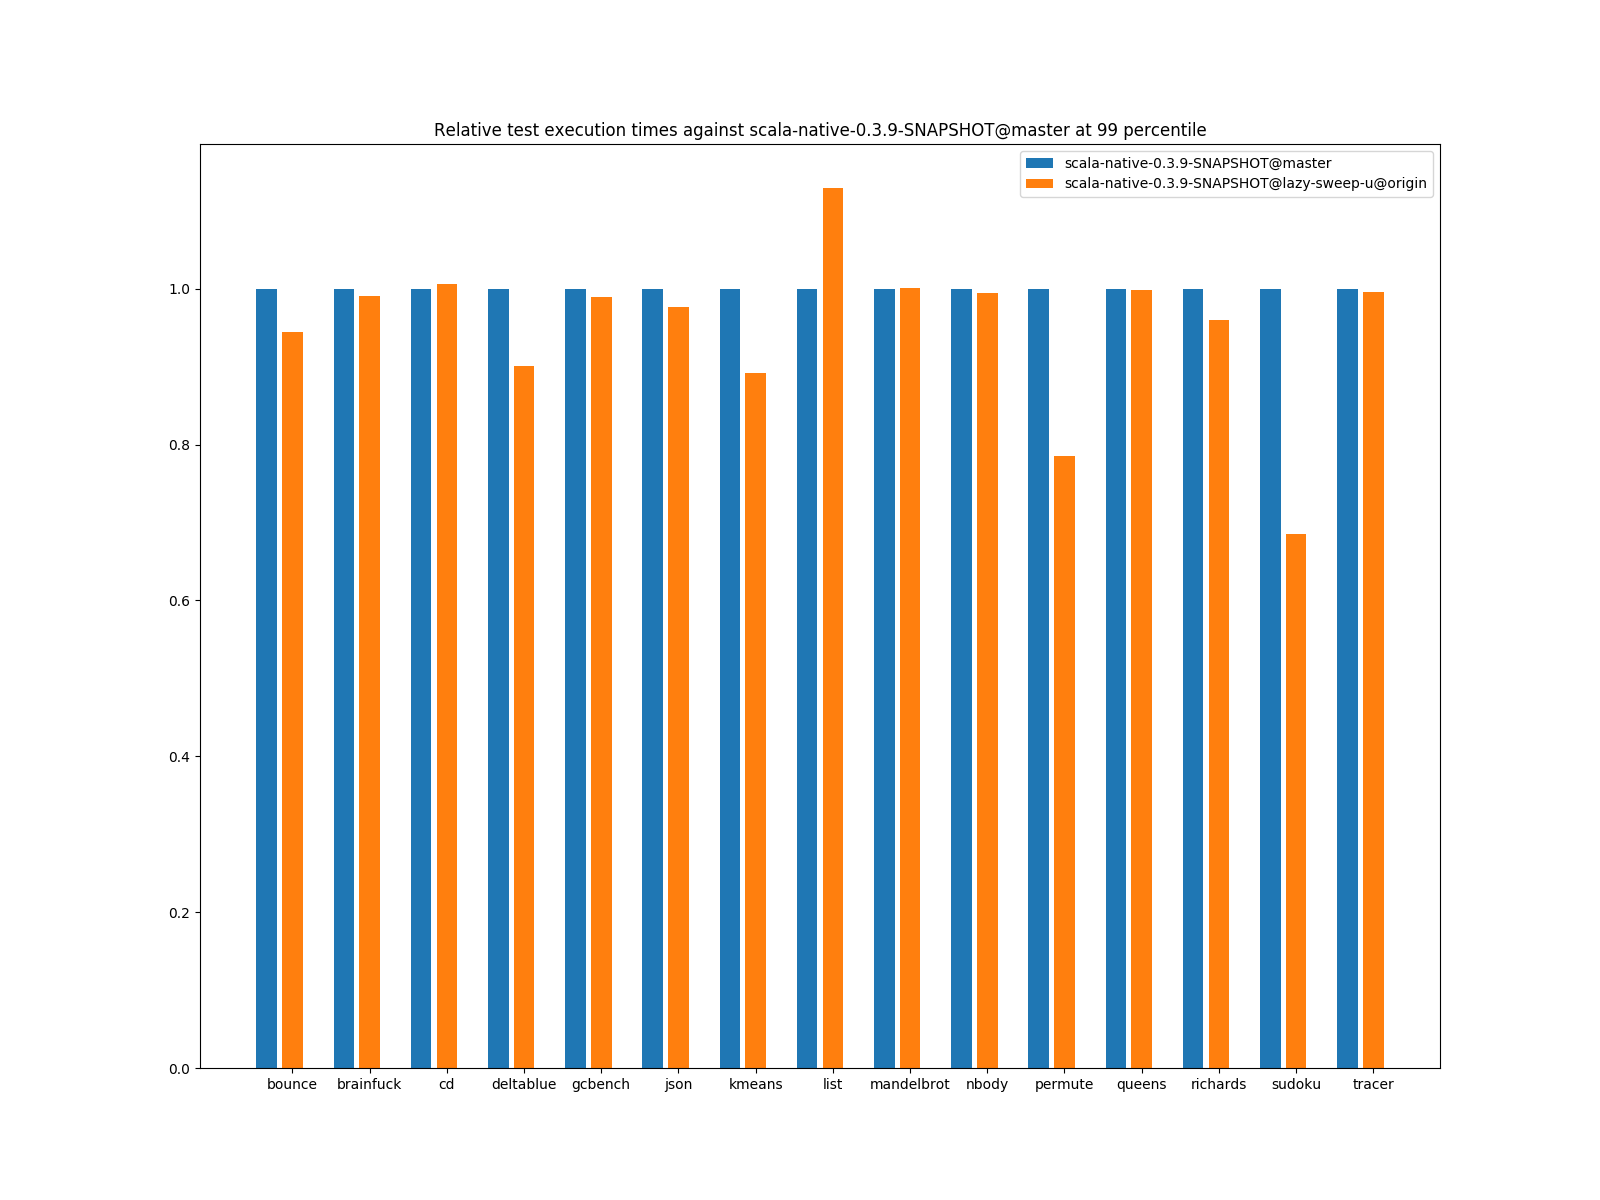 Relative test execution times against scala-native-0.3.9-SNAPSHOT@master at 99 percentile
scala-native-0.3.9-SNAPSHOT@master
scala-native-0.3.9-SNAPSHOT@lazy-sweep-u@origin
1.0
0.8
0.6
0.4
0.2
0.0
bounce brainfuck cd deltablue gcbench json kmeans list mandelbrot nbody permute queens richards sudoku tracer